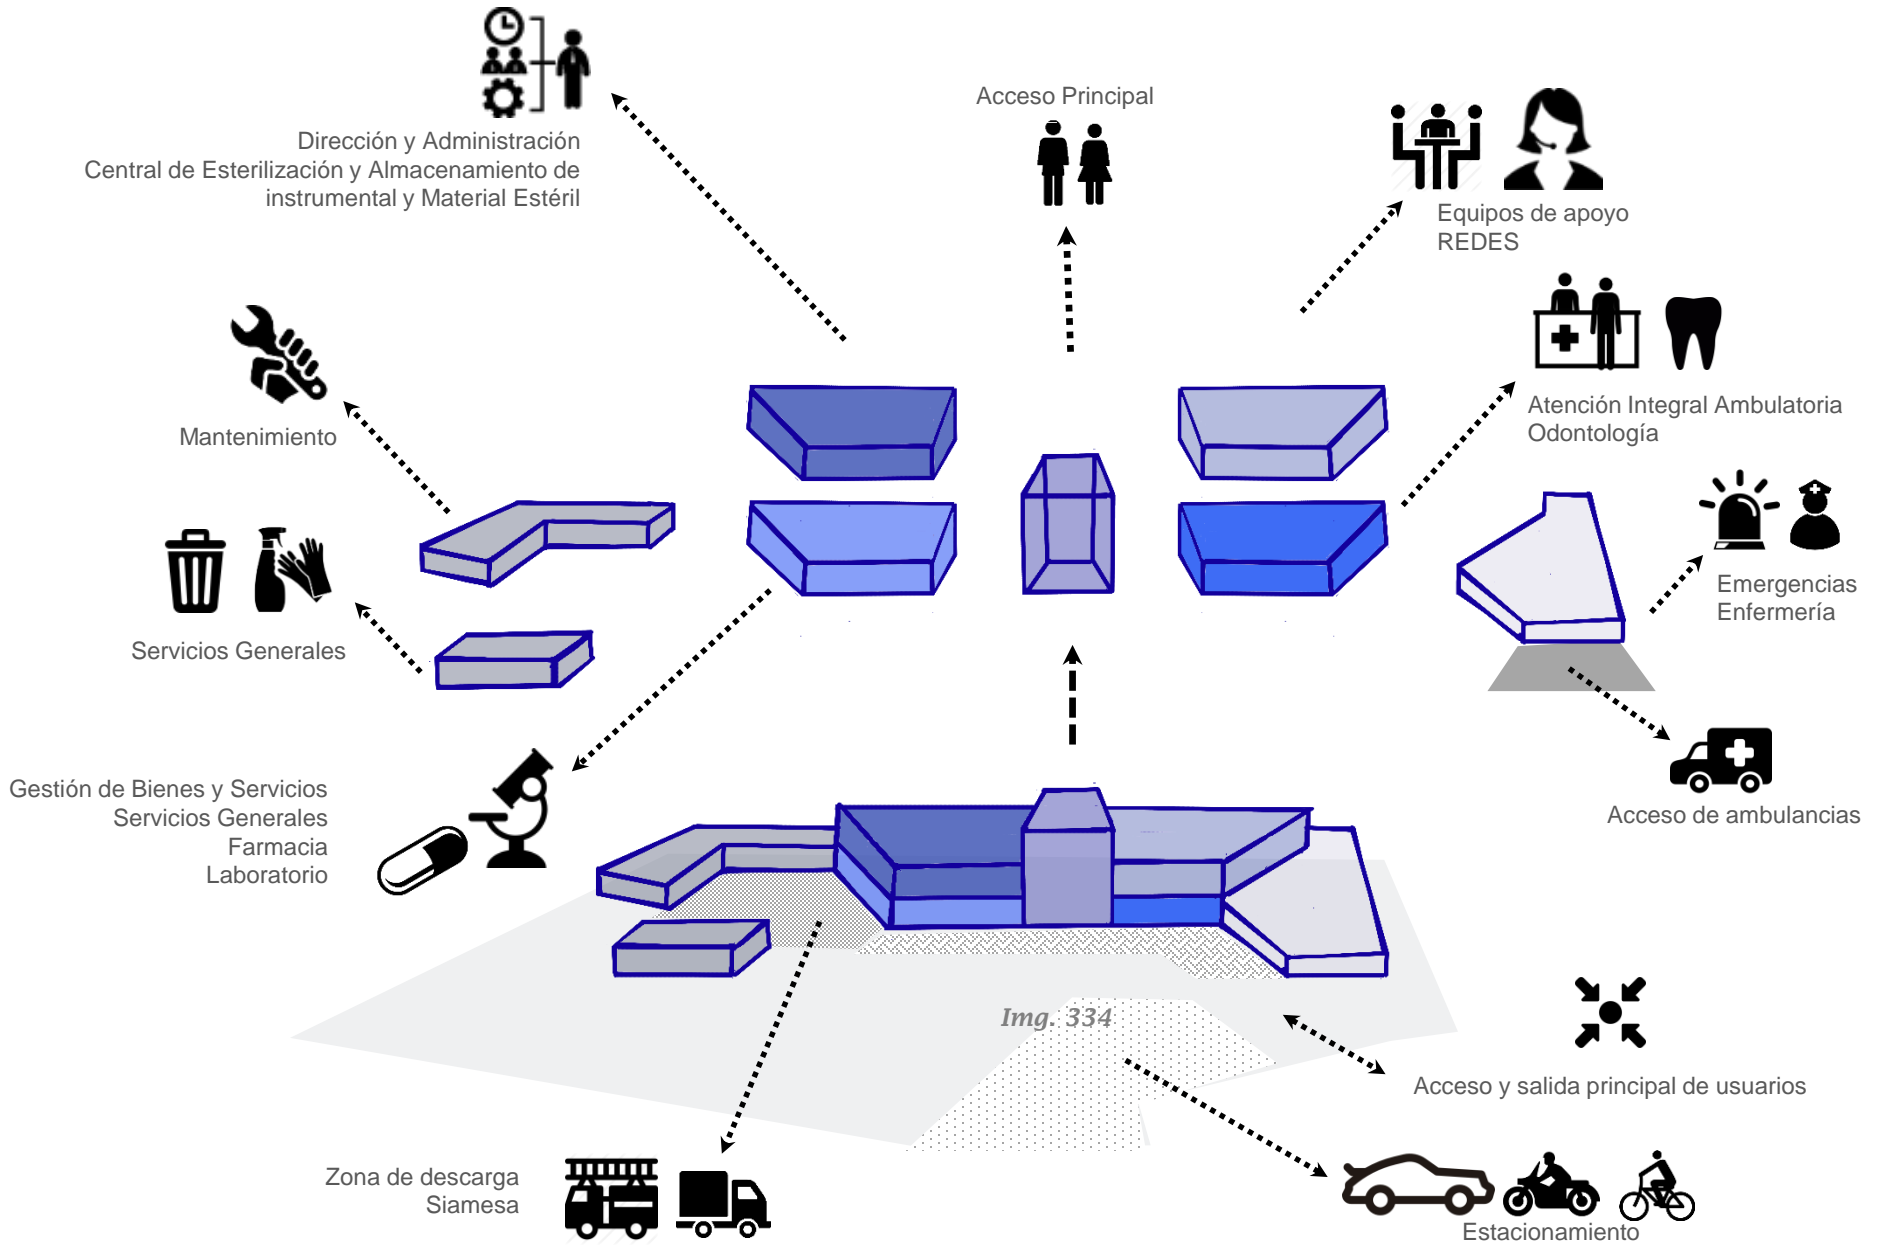 Acceso Principal
Dirección y Administración
Central de Esterilización y Almacenamiento de
instrumental y Material Estéril
Equipos de apoyo
REDES
Mantenimiento
Atención Integral Ambulatoria
Odontología
Emergencias
Enfermería
Servicios Generales
Gestión de Bienes y Servicios
Servicios Generales
Farmacia
Laboratorio
Acceso de ambulancias
Img. 334
Acceso y salida principal de usuarios
Zona de descarga
Siamesa
Estacionamiento